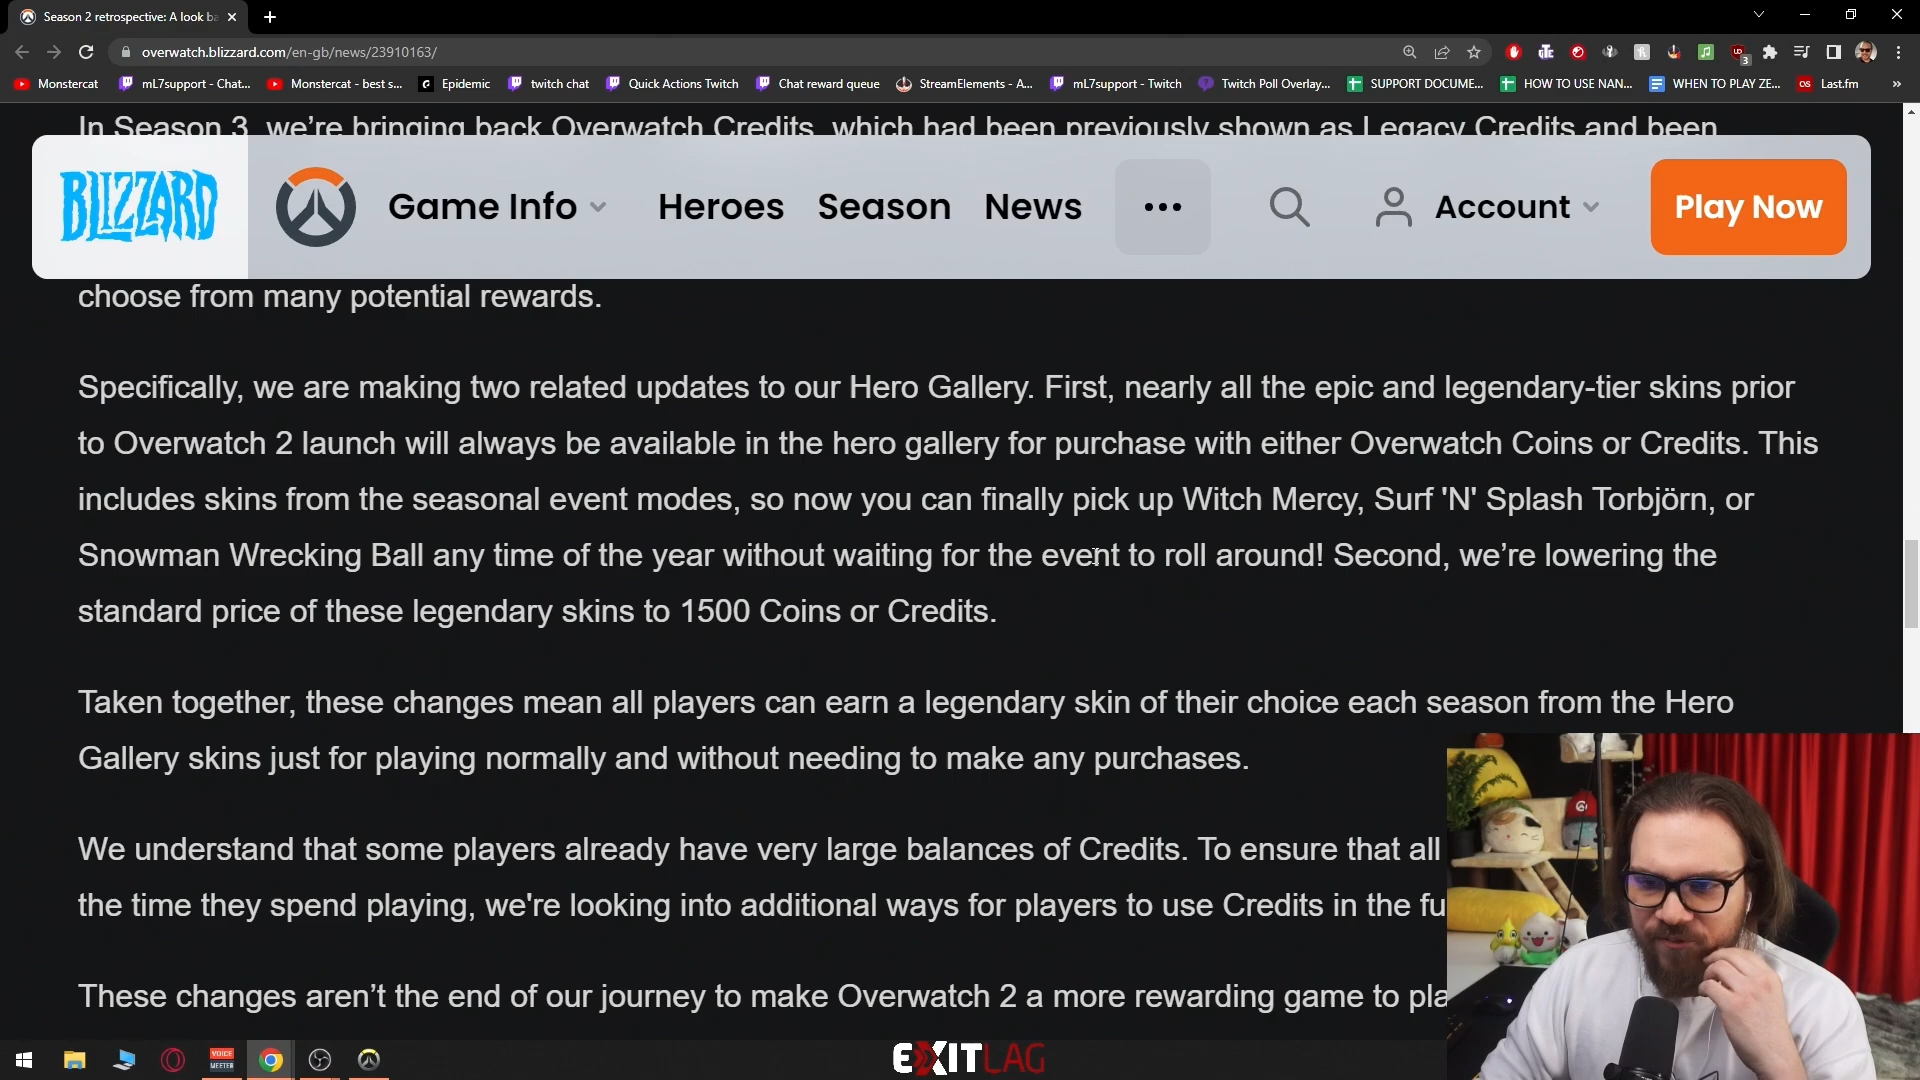 Season 2 retrospective: A look ba
overwatch.blizzard.com/en-gb/news/23910163/
3
Monstercat
mL7support - Chat...
Monstercat - best s...
Epidemic
twitch chat
Quick Actions Twitch
Chat reward queue
StreamElements - A...
mL7support - Twitch
Twitch Poll Overlay...
SUPPORT DOCUME...
HOW TO USE NAN...
WHEN TO PLAY ZE...
Last.fm
In Season 3, we’re bringing back Overwatch Credits, which had been previously shown as Legacy Credits and been
BLIZZARD
Game Info
Heroes
Season
News
Account
Play Now
choose from many potential rewards.
Specifically, we are making two related updates to our Hero Gallery. First, nearly all the epic and legendary-tier skins prior
to Overwatch 2 launch will always be available in the hero gallery for purchase with either Overwatch Coins or Credits. This
includes skins from the seasonal event modes, so now you can finally pick up Witch Mercy, Surf 'N' Splash Torbjörn, or
Snowman Wrecking Ball any time of the year without waiting for the event to roll around! Second, we’re lowering the
standard price of these legendary skins to 1500 Coins or Credits.
Taken together, these changes mean all players can earn a legendary skin of their choice each season from the Hero
Gallery skins just for playing normally and without needing to make any purchases.
We understand that some players already have very large balances of Credits. To ensure that all
the time they spend playing, we're looking into additional ways for players to use Credits in the fu
These changes aren’t the end of our journey to make Overwatch 2 a more rewarding game to pla
VOICE
MEETER
EXITLAG